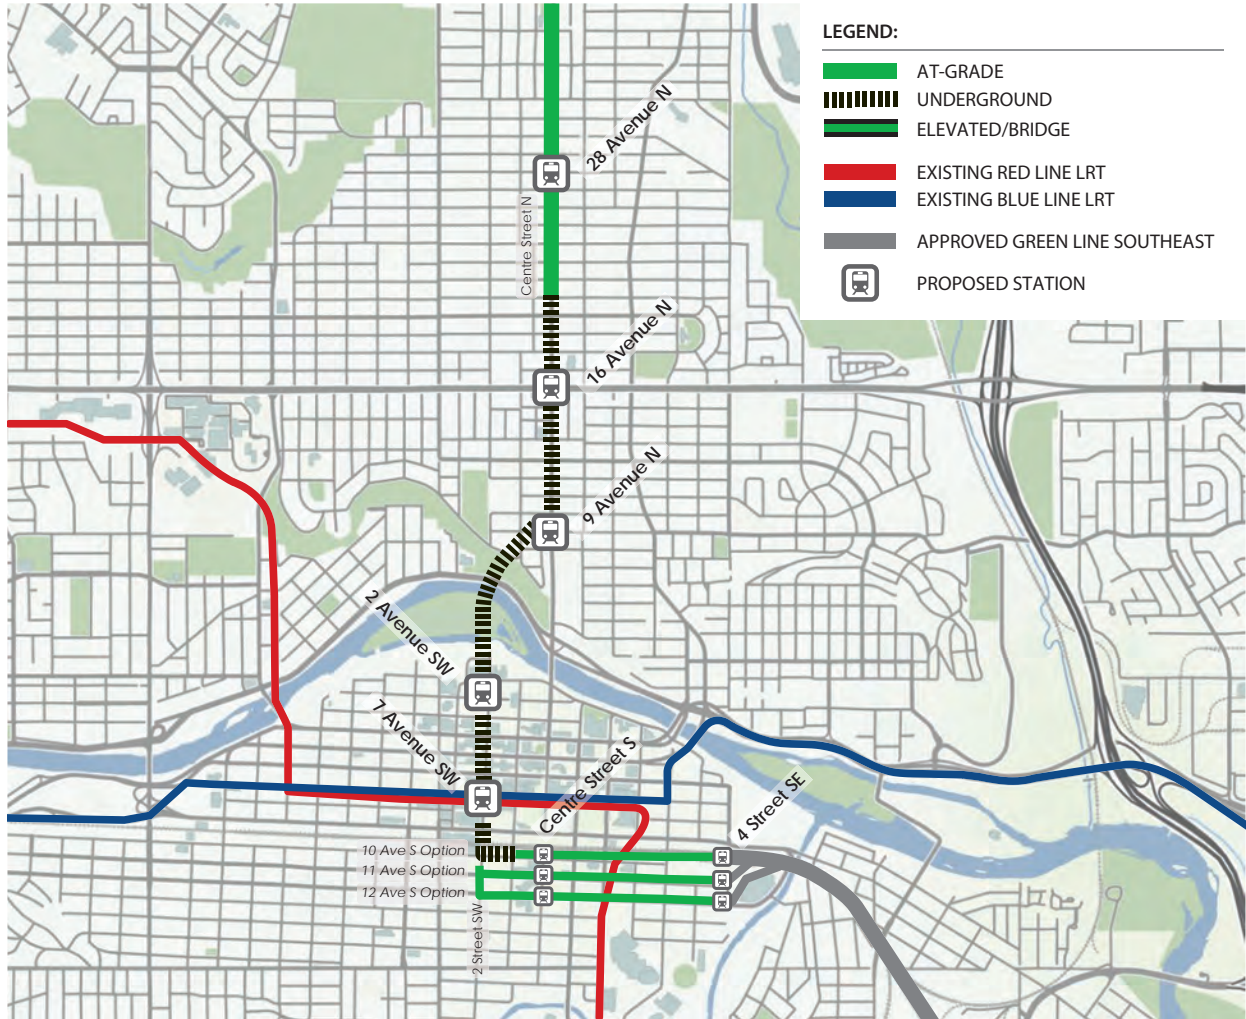 LEGEND:
AT-GRADE
UNDERGROUND
ELEVATED/BRIDGE
EXISTING RED LINE LRT
EXISTING BLUE LINE LRT
APPROVED GREEN LINE SOUTHEAST
PROPOSED STATION
28 Avenue N
Centre Street N
16 Avenue N
9 Avenue N
2 Avenue SW
7 Avenue SW
Centre Street S
4 Street SE
10 Ave S Option
11 Ave S Option
12 Ave S Option
2 Street SW